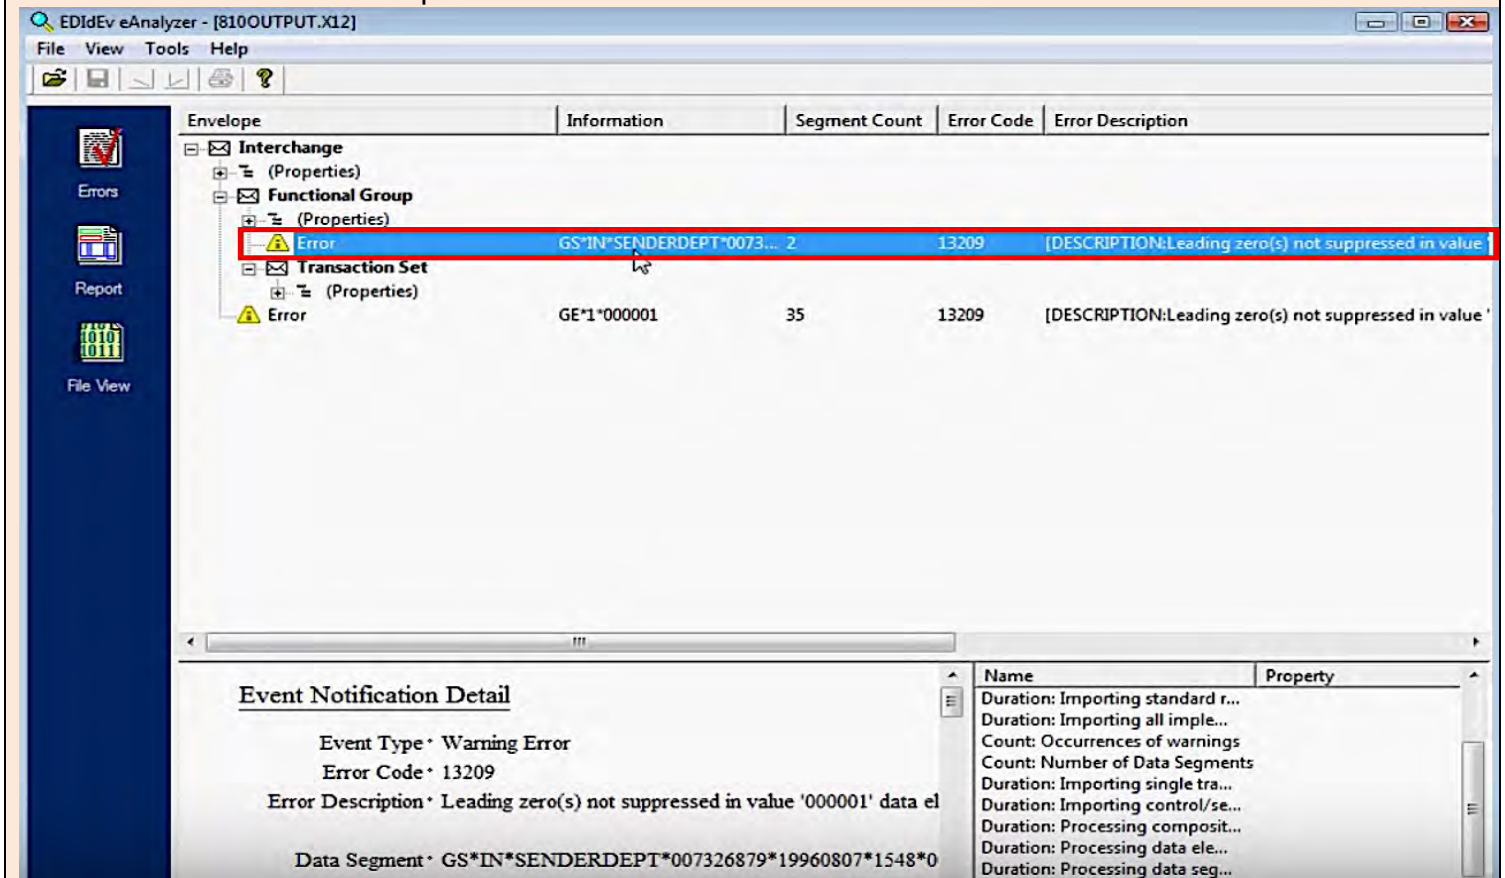 EDIdEv eAnalyzer - [810OUTPUT.X12]
File View Tools Help
Envelope Information Segment Count Error Code Error Description
Interchange
(Properties)
Functional Group
(Properties)
Error GS*IN*SENDERDEPT*0073... 2 13209 [DESCRIPTION:Leading zero(s) not suppressed in value '
Transaction Set
(Properties)
Error GE*1*000001 35 13209 [DESCRIPTION:Leading zero(s) not suppressed in value '
Errors
Report
1010
1011
File View
Event Notification Detail
Event Type · Warning Error
Error Code · 13209
Error Description · Leading zero(s) not suppressed in value '000001' data el
Data Segment · GS*IN*SENDERDEPT*007326879*19960807*1548*0
Name Property
Duration: Importing standard r...
Duration: Importing all imple...
Count: Occurrences of warnings
Count: Number of Data Segments
Duration: Importing single tra...
Duration: Importing control/se...
Duration: Processing composit...
Duration: Processing data ele...
Duration: Processing data seg...